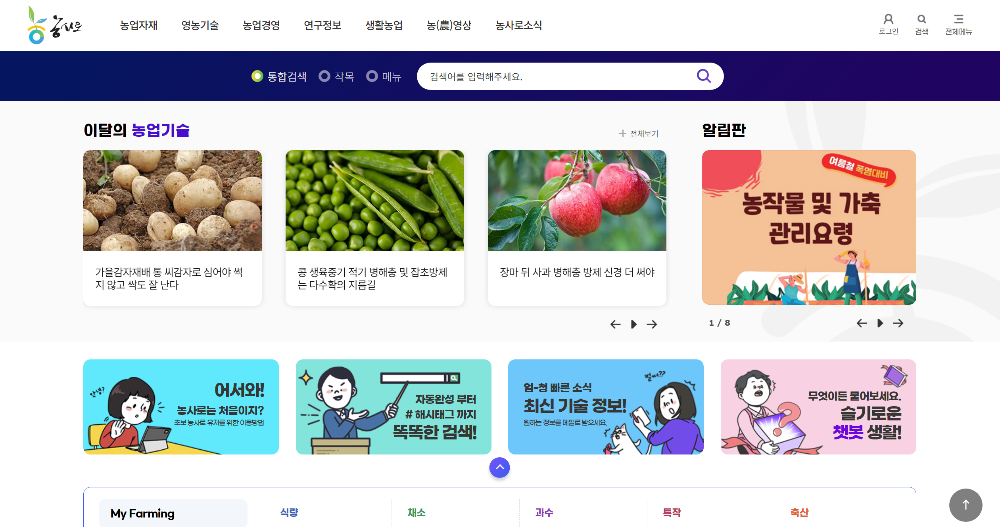 농사로
농업자재
영농기술
농업경영
연구정보
생활농업
농(農)영상
농사로소식
로그인
검색
전체메뉴
통합검색
작목
메뉴
검색어를 입력해주세요.
이달의 농업기술
전체보기
가을감자재배 통 씨감자로 심어야 썩
지 않고 싹도 잘 난다
콩 생육중기 적기 병해충 및 잡초방제
는 다수확의 지름길
장마 뒤 사과 병해충 방제 신경 더 써야
알림판
여름철 폭염대비
농작물 및 가축
관리요령
1 / 8
안녕?
어서와!
농사로는 처음이지?
초보 농사로 유저를 위한 이용방법
자동완성 부터
# 해시태그 까지
똑똑한 검색!
벌써??
엄-청 빠른 소식
최신 기술 정보!
원하는 정보를 메일로 받으세요.
무엇이든 물어보세요.
슬기로운
챗봇 생활!
My Farming
식량
채소
과수
특작
축산